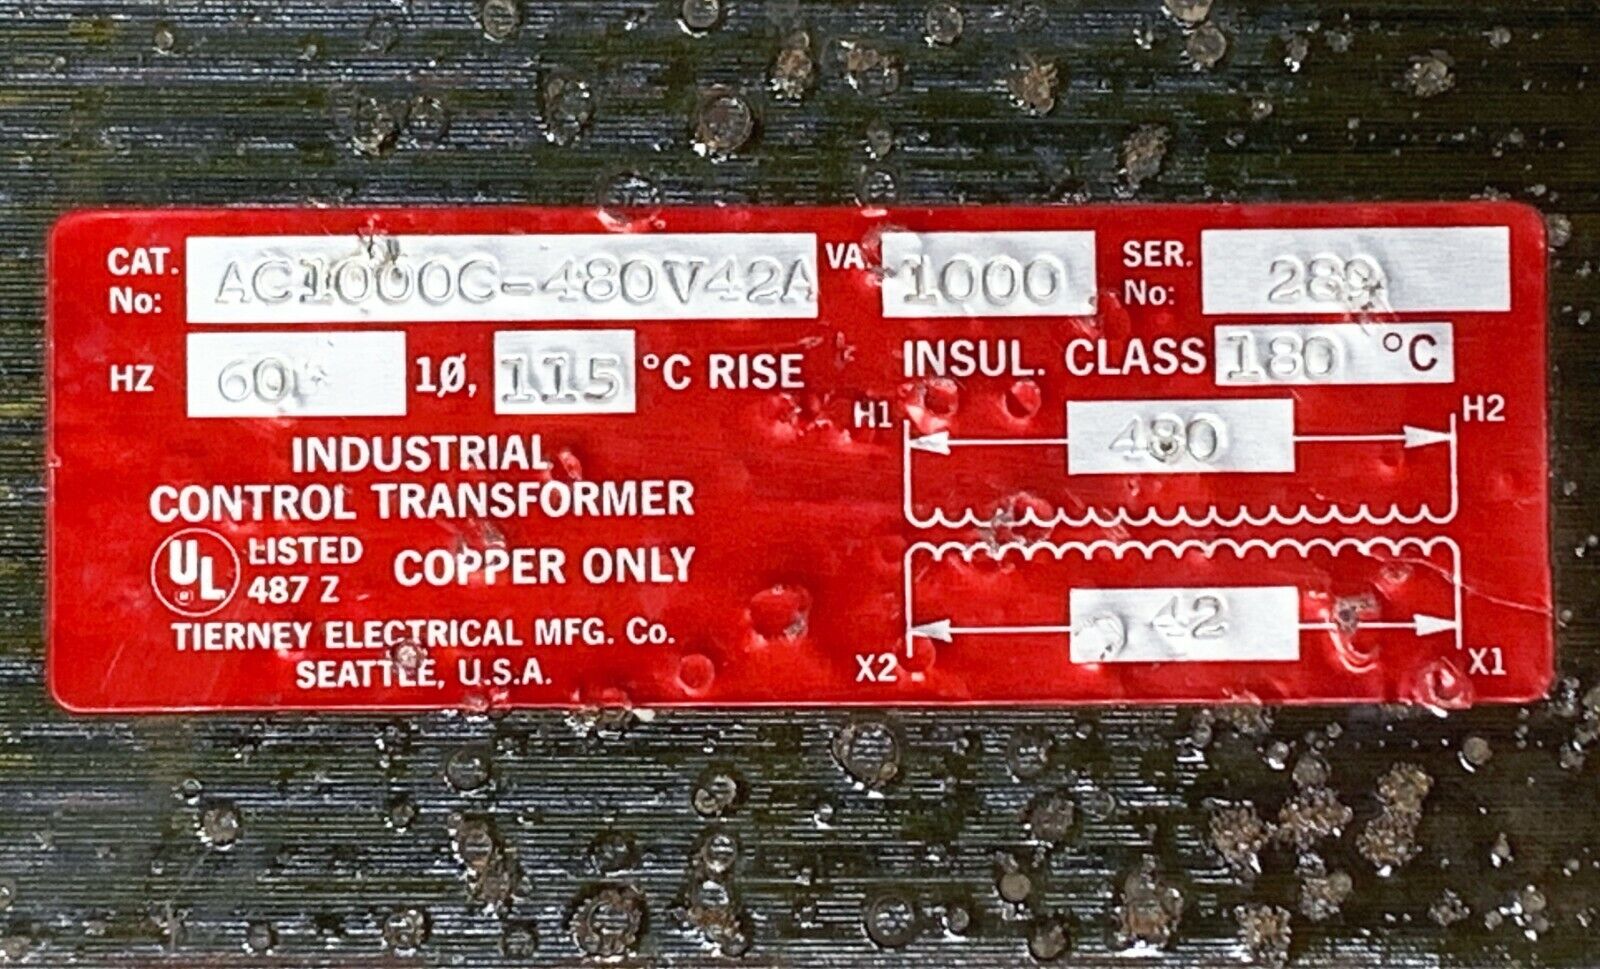 CAT. No: AC1000C-480V42A VA 1000 SER. No: 289
HZ 60 1Ø, 115 °C RISE INSUL. CLASS 180 °C
H1 480 H2
INDUSTRIAL
CONTROL TRANSFORMER
UL LISTED 487 Z COPPER ONLY
TIERNEY ELECTRICAL MFG. Co.
SEATTLE, U.S.A.
X2 42 X1